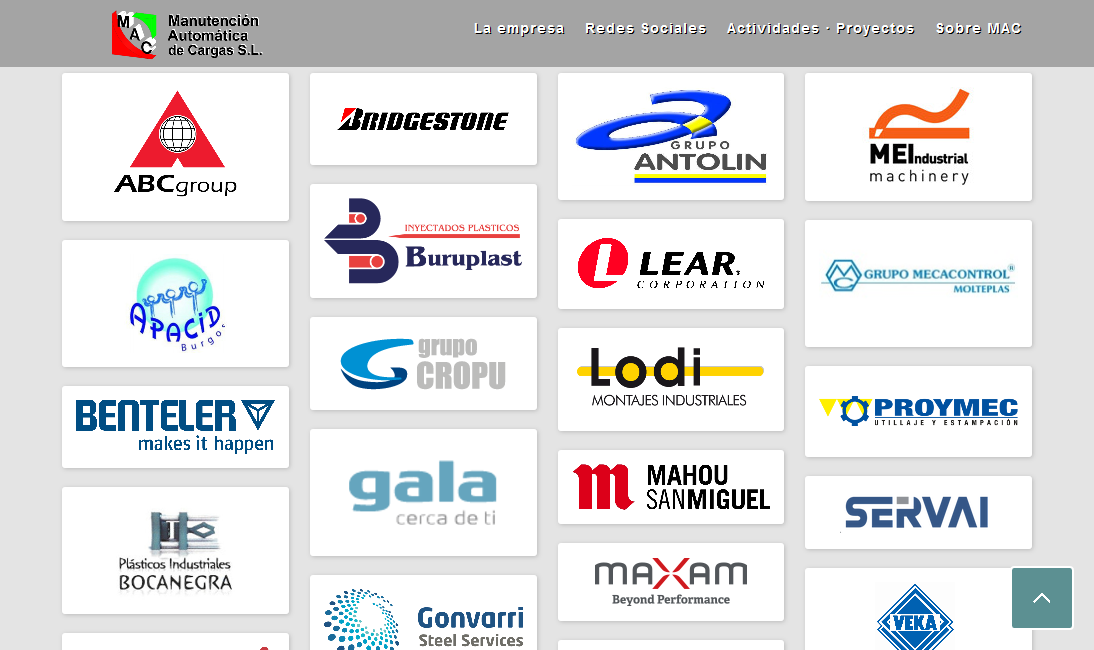 MAC
Manutención
Automática
de Cargas S.L.
La empresa
Redes Sociales
Actividades · Proyectos
Sobre MAC
ABCgroup
APACID
Burgos
BENTELER
makes it happen
Plásticos Industriales
BOCANEGRA
BRIDGESTONE
INYECTADOS PLASTICOS
Buruplast
grupo
CROPU
gala
cerca de ti
Gonvarri
Steel Services
GRUPO
ANTOLIN
LEAR.
CORPORATION
Lodi
MONTAJES INDUSTRIALES
MAHOU
SANMIGUEL
MAXAM
Beyond Performance
MEIndustrial
machinery
GRUPO MECACONTROL®
MOLTEPLAS
PROYMEC
UTILLAJE Y ESTAMPACIÓN
SERVAI
VEKA